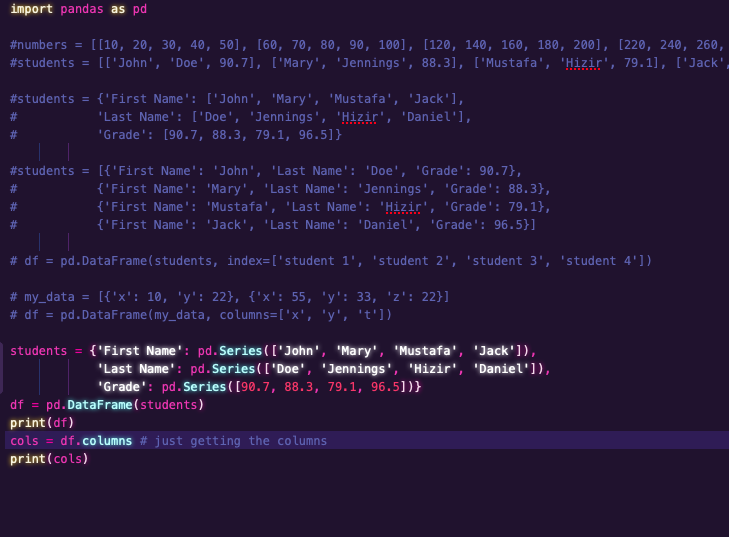 import pandas as pd
#numbers = [[10, 20, 30, 40, 50], [60, 70, 80, 90, 100], [120, 140, 160, 180, 200], [220, 240, 260,
#students = [['John', 'Doe', 90.7], ['Mary', 'Jennings', 88.3], ['Mustafa', 'Hizir', 79.1], ['Jack',
#students = {'First Name': ['John', 'Mary', 'Mustafa', 'Jack'],
#           'Last Name': ['Doe', 'Jennings', 'Hizir', 'Daniel'],
#           'Grade': [90.7, 88.3, 79.1, 96.5]}
#students = [{'First Name': 'John', 'Last Name': 'Doe', 'Grade': 90.7},
#           {'First Name': 'Mary', 'Last Name': 'Jennings', 'Grade': 88.3},
#           {'First Name': 'Mustafa', 'Last Name': 'Hizir', 'Grade': 79.1},
#           {'First Name': 'Jack', 'Last Name': 'Daniel', 'Grade': 96.5}]
# df = pd.DataFrame(students, index=['student 1', 'student 2', 'student 3', 'student 4'])
# my_data = [{'x': 10, 'y': 22}, {'x': 55, 'y': 33, 'z': 22}]
# df = pd.DataFrame(my_data, columns=['x', 'y', 't'])
students = {'First Name': pd.Series(['John', 'Mary', 'Mustafa', 'Jack']),
            'Last Name': pd.Series(['Doe', 'Jennings', 'Hizir', 'Daniel']),
            'Grade': pd.Series([90.7, 88.3, 79.1, 96.5])}
df = pd.DataFrame(students)
print(df)
cols = df.columns # just getting the columns
print(cols)